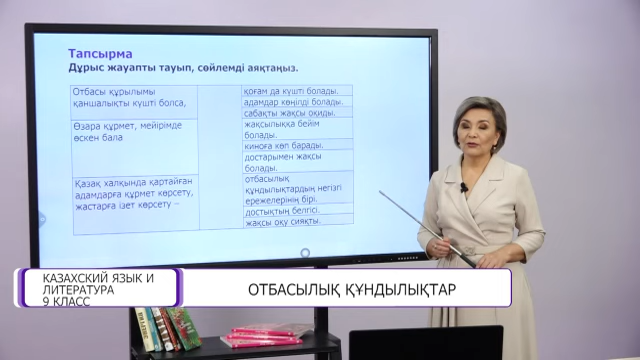 Тапсырма
Дұрыс жауапты тауып, сөйлемді аяқтаңыз.
Отбасы құрылымы
қаншалықты күшті болса,
қоғам да күшті болады.
адамдар көңілді болады.
сабақты жақсы оқиды.
Өзара құрмет, мейірімде
өскен бала
жақсылыққа бейім
болады.
киноға көп барады.
достарымен жақсы
болады.
Қазақ халқында қартайған
адамдарға құрмет көрсету,
жастарға ізет көрсету –
отбасылық
құндылықтардың негізгі
ережелерінің бірі.
достықтың белгісі.
жақсы оқу сияқты.
КАЗАХСКИЙ ЯЗЫК И
ЛИТЕРАТУРА
9 КЛАСС
ОТБАСЫЛЫҚ ҚҰНДЫЛЫҚТАР